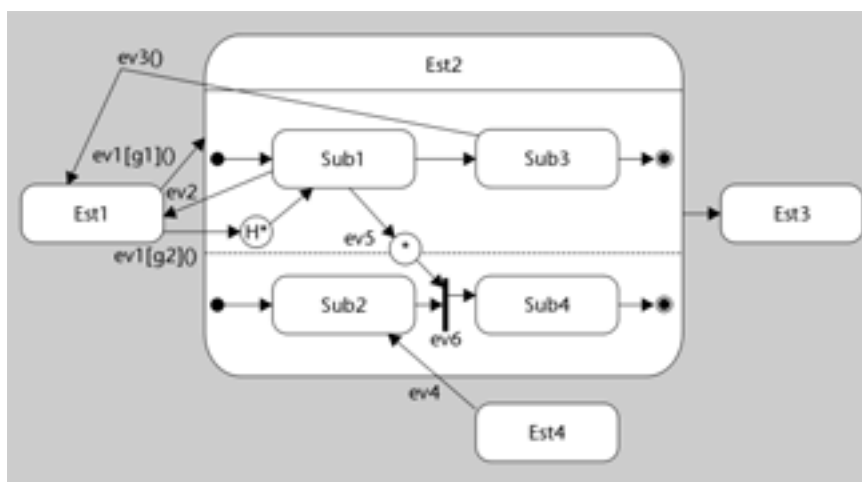 Est2
ev3()
ev1[g1]()
Sub1
Sub3
ev2
Est1
Est3
H*
ev5
*
ev1[g2]()
Sub2
Sub4
ev6
ev4
Est4